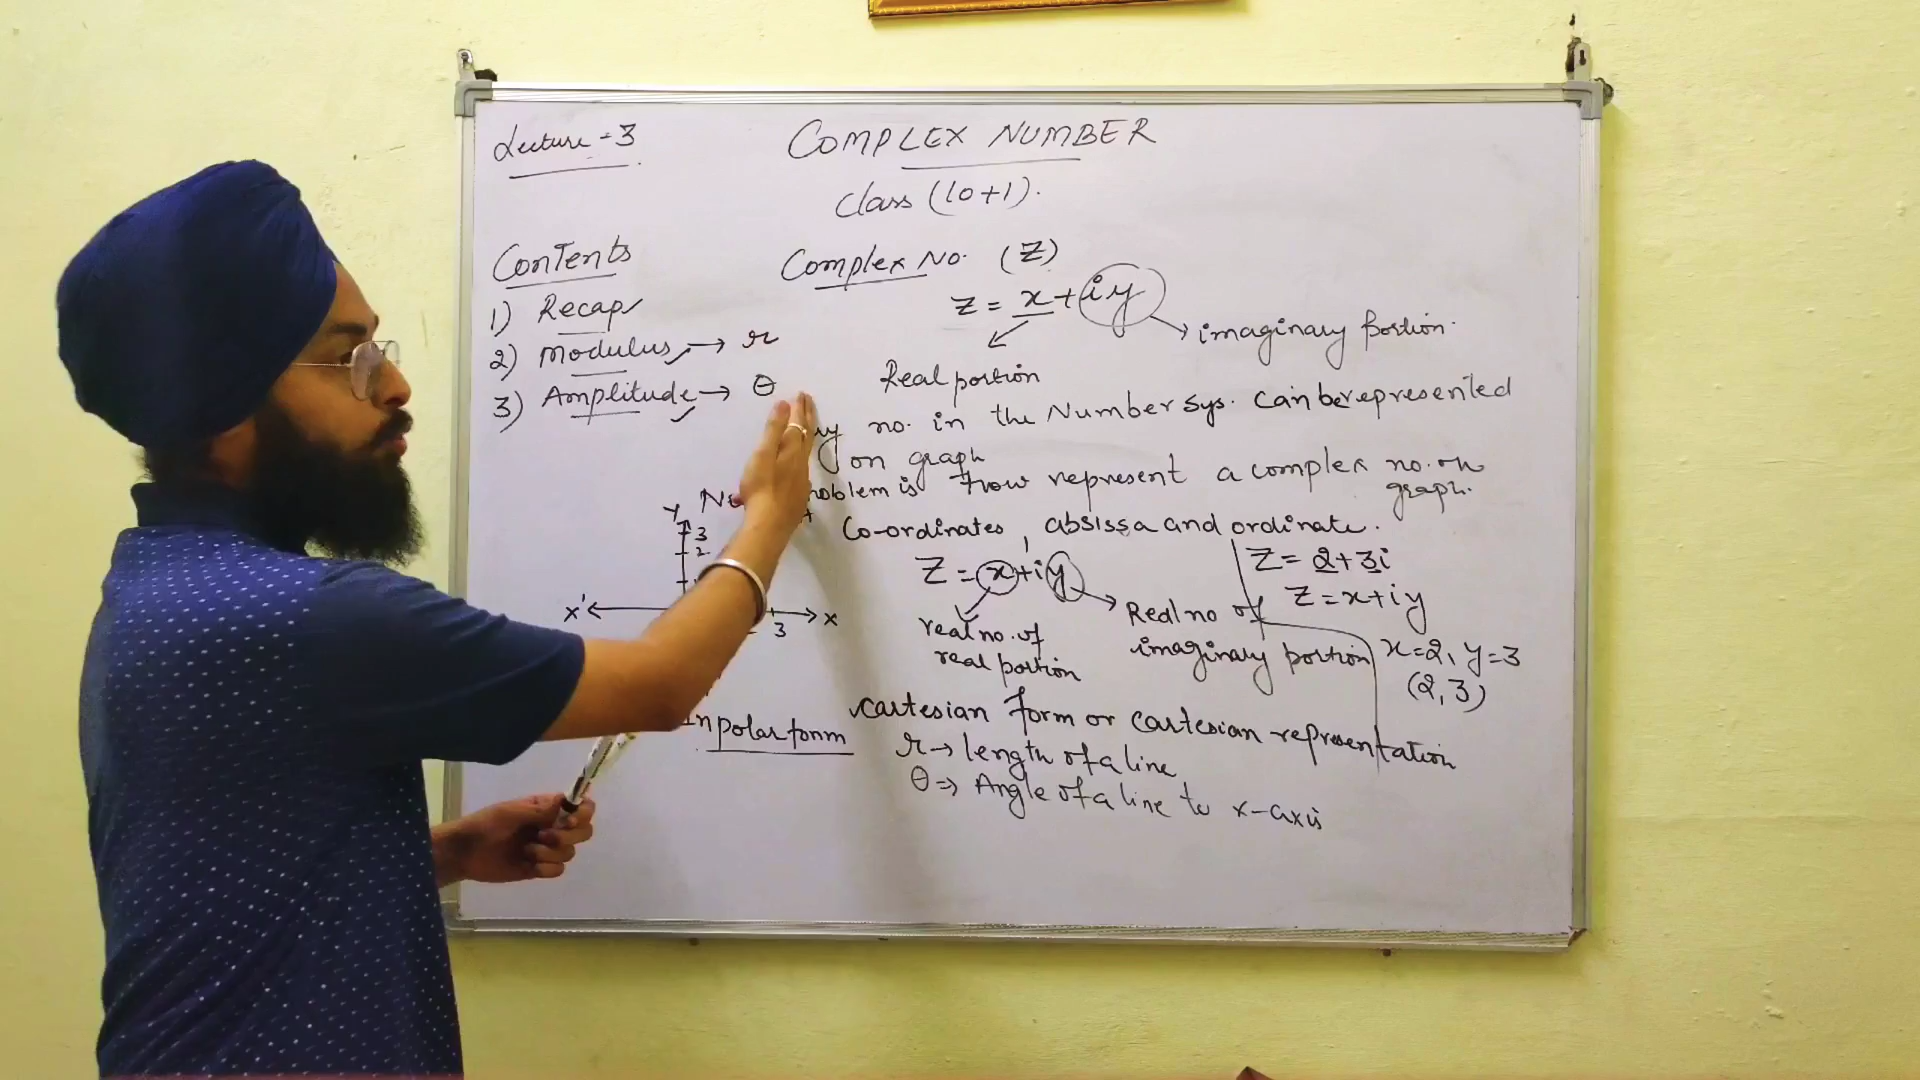 Lecture - 3
COMPLEX NUMBER
Class (10+1).
Contents
1) Recap
2) Modulus → r
3) Amplitude → θ
Complex No. (Z)
Z = x + iy
imaginary portion.
Real portion
no. in the Number Sys. can be represented
on graph
problem is how represent a complex no. on
graph.
Co-ordinates, absissa and ordinate.
Y
3
2
X' X
3
Z = x + iy
real no. of
real portion
Real no of
imaginary portion
Z = 2 + 3i
Z = x + iy
x = 2, y = 3
(2, 3)
cartesian form or cartesian representation
In polar form
r → length of a line
θ ⇒ Angle of a line to x-axis